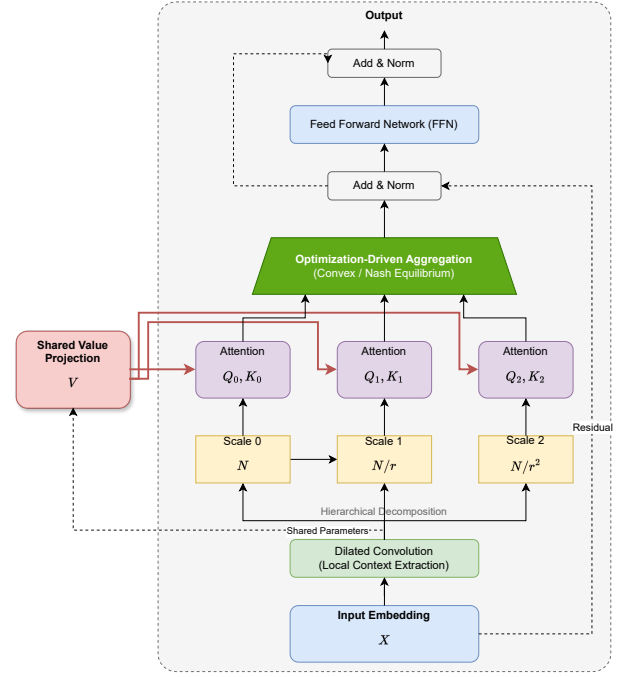 Output
Add & Norm
Feed Forward Network (FFN)
Add & Norm
Optimization-Driven Aggregation
(Convex / Nash Equilibrium)
Shared Value
Projection
V
Attention
Q₀, K₀
Attention
Q₁, K₁
Attention
Q₂, K₂
Scale 0
N
Scale 1
N/r
Scale 2
N/r²
Residual
Hierarchical Decomposition
Shared Parameters
Dilated Convolution
(Local Context Extraction)
Input Embedding
X